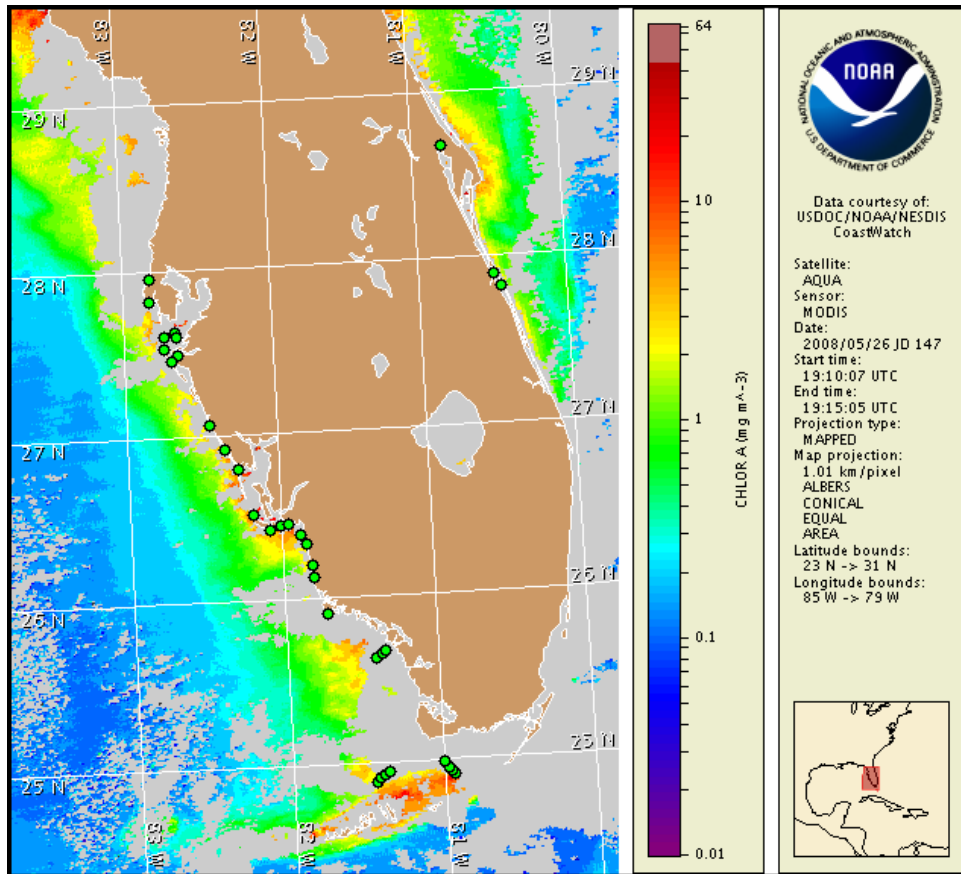 83 W
82 W
81 W
80 W
29 N
29 N
28 N
28 N
27 N
27 N
26 N
26 N
25 N
25 N
83 W
82 W
81 W
64
10
1
0.1
0.01
CHLOR A (mg m^-3)
NATIONAL OCEANIC AND ATMOSPHERIC ADMINISTRATION
NOAA
U.S. DEPARTMENT OF COMMERCE
Data courtesy of:
USDOC/NOAA/NESDIS
CoastWatch
Satellite:
AQUA
Sensor:
MODIS
Date:
2008/05/26 JD 147
Start time:
19:10:07 UTC
End time:
19:15:05 UTC
Projection type:
MAPPED
Map projection:
1.01 km/pixel
ALBERS
CONICAL
EQUAL
AREA
Latitude bounds:
23 N -> 31 N
Longitude bounds:
85 W -> 79 W